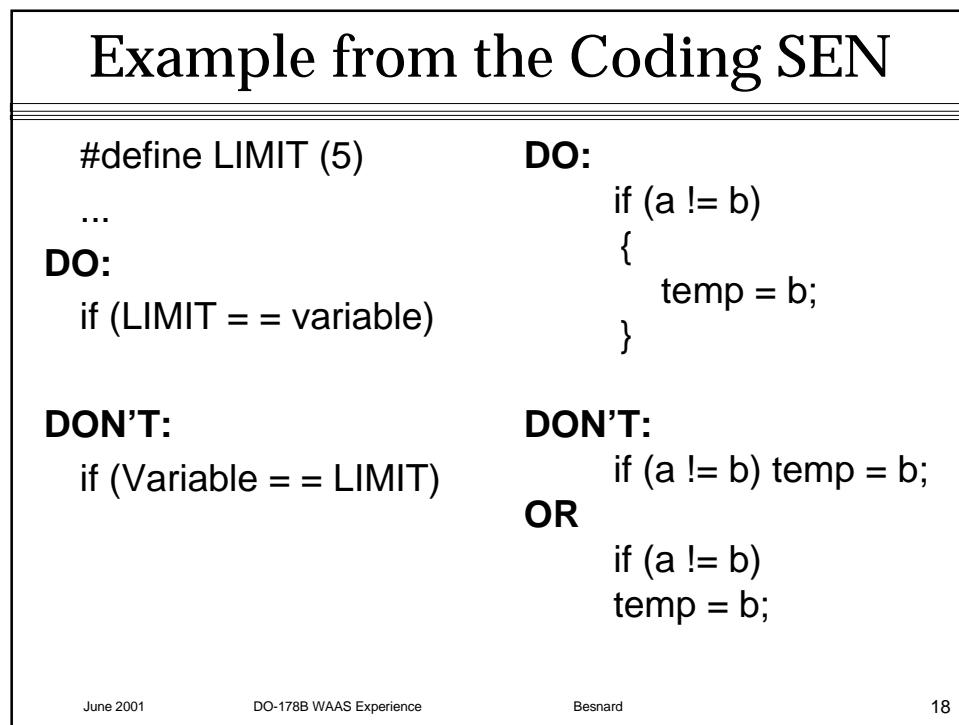 Example from the Coding SEN
#define LIMIT (5)
...
DO:
if (LIMIT = = variable)
DON’T:
if (Variable = = LIMIT)
DO:
if (a != b)
{
temp = b;
}
DON’T:
if (a != b) temp = b;
OR
if (a != b)
temp = b;
June 2001 DO-178B WAAS Experience Besnard 18